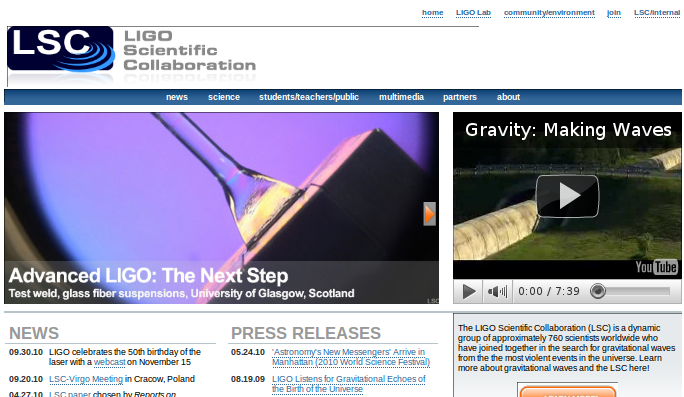 home LIGO Lab community/environment join LSC/internal
LSC LIGO
Scientific
Collaboration
news science students/teachers/public multimedia partners about
Advanced LIGO: The Next Step
Test weld, glass fiber suspensions, University of Glasgow, Scotland
LSC
Gravity: Making Waves
YouTube
0:00 / 7:39
NEWS
09.30.10 LIGO celebrates the 50th birthday of the
laser with a webcast on November 15
09.20.10 LSC-Virgo Meeting in Cracow, Poland
04.27.10 LSC paper chosen by Reports on
PRESS RELEASES
05.24.10 'Astronomy's New Messengers' Arrive in
Manhattan (2010 World Science Festival)
08.19.09 LIGO Listens for Gravitational Echoes of
the Birth of the Universe
The LIGO Scientific Collaboration (LSC) is a dynamic
group of approximately 760 scientists worldwide who
have joined together in the search for gravitational waves
from the the most violent events in the universe. Learn
more about gravitational waves and the LSC here!